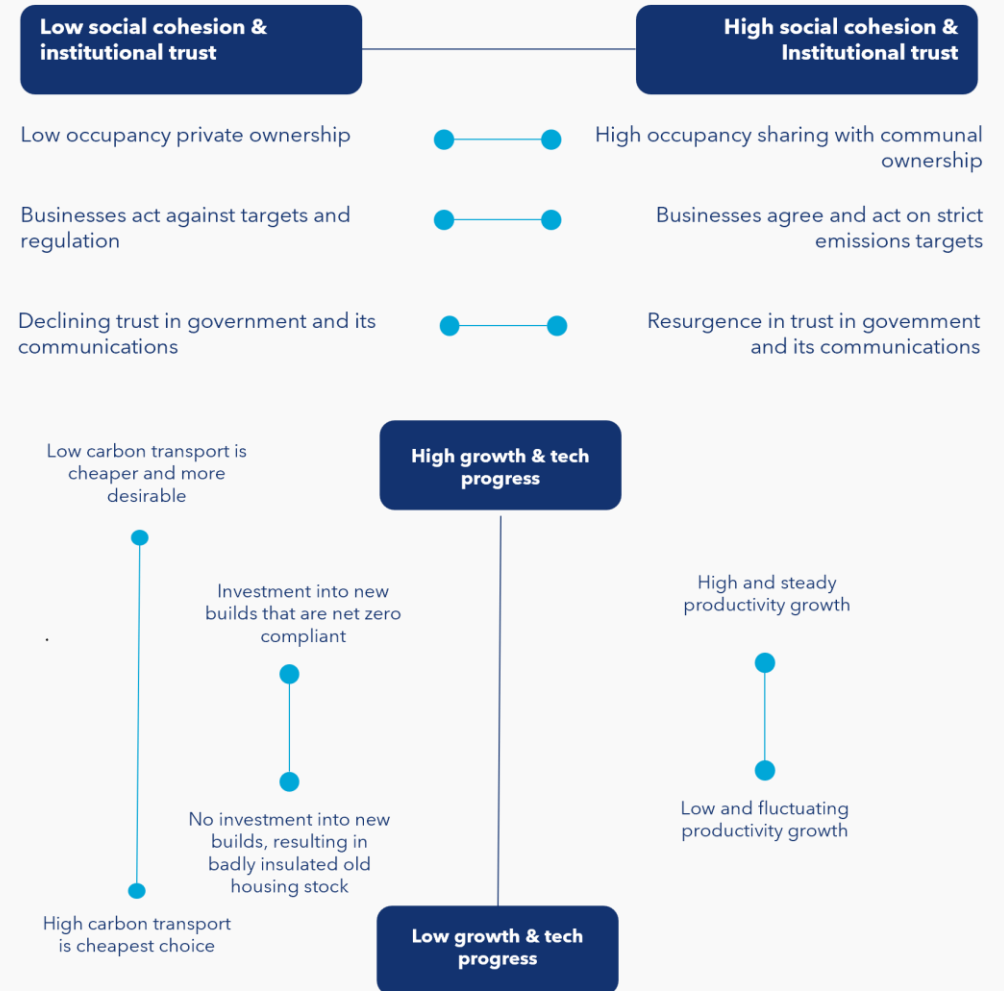 Low social cohesion &
institutional trust
High social cohesion &
Institutional trust
Low occupancy private ownership
High occupancy sharing with communal
ownership
Businesses act against targets and
regulation
Businesses agree and act on strict
emissions targets
Declining trust in government and its
communications
Resurgence in trust in govemment
and its communications
Low carbon transport is
cheaper and more
desirable
High growth & tech
progress
Investment into new
builds that are net zero
compliant
High and steady
productivity growth
No investment into new
builds, resulting in
badly insulated old
housing stock
Low and fluctuating
productivity growth
High carbon transport
is cheapest choice
Low growth & tech
progress